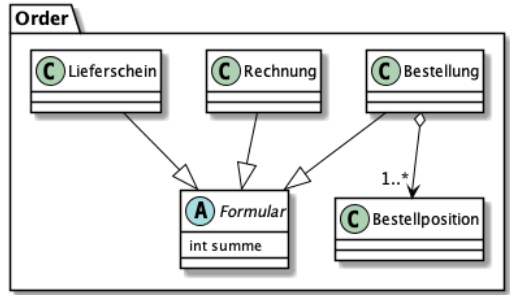 Order
C Lieferschein
C Rechnung
C Bestellung
1..*
A Formular
int summe
C Bestellposition